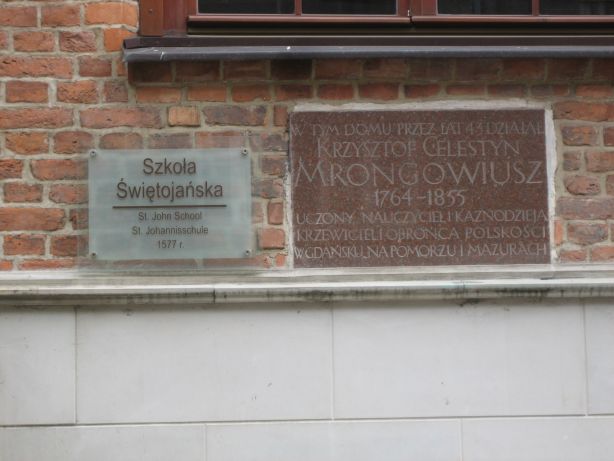 Szkoła
Świętojańska
St. John School
St. Johannisschule
1577 r.
W TYM DOMU PRZEZ LAT 43 DZIAŁAŁ
KRZYSZTOF CELESTYN
MRONGOWIUSZ
1764-1855
UCZONY, NAUCZYCIEL I KAZNODZIEJA
KRZEWICIEL I OBROŃCA POLSKOŚCI
W GDAŃSKU, NA POMORZU I MAZURACH